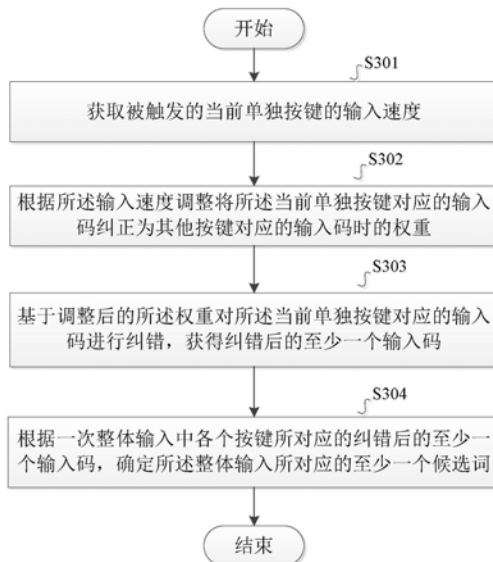 开始
S301
获取被触发的当前单独按键的输入速度
S302
根据所述输入速度调整将所述当前单独按键对应的输入
码纠正为其他按键对应的输入码时的权重
S303
基于调整后的所述权重对所述当前单独按键对应的输入
码进行纠错，获得纠错后的至少一个输入码
S304
根据一次整体输入中各个按键所对应的纠错后的至少一
个输入码，确定所述整体输入所对应的至少一个候选词
结束